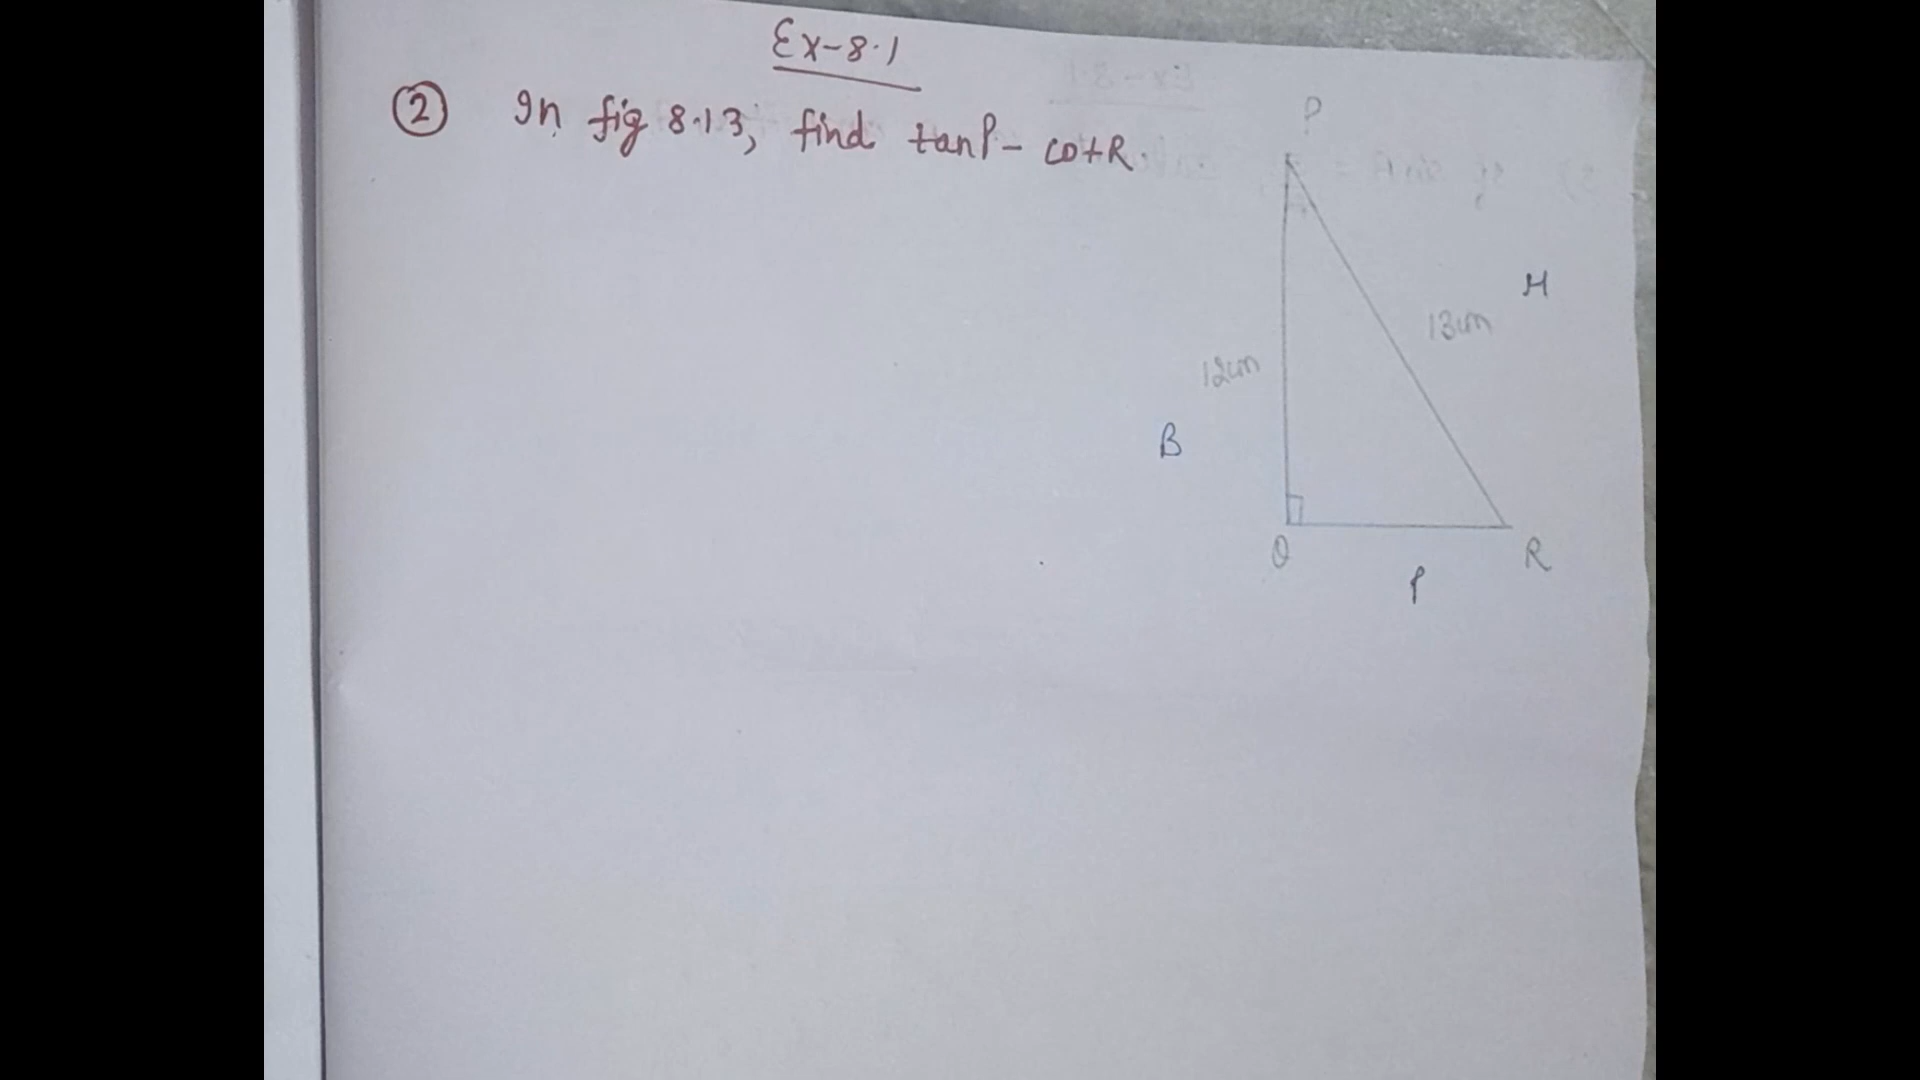 Ex-8.1
② In fig 8.13, find tanP - cotR.
P
H
13cm
12cm
B
Q
R
P